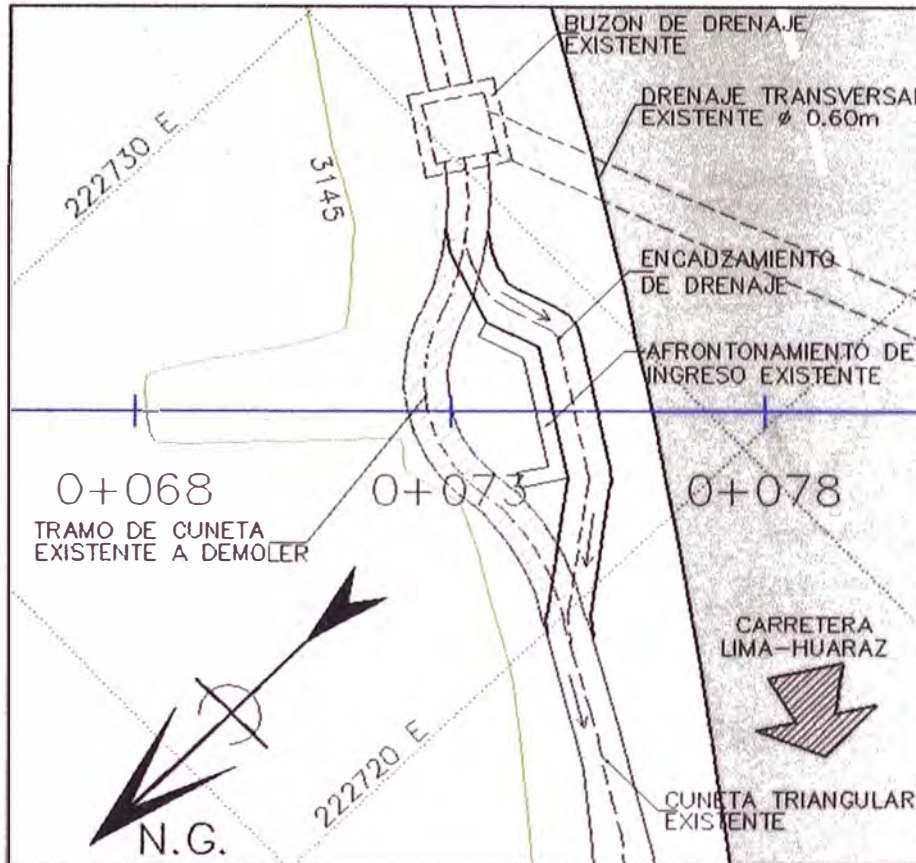 BUZON DE DRENAJE
EXISTENTE
DRENAJE TRANSVERSAL
EXISTENTE ø 0.60m
222730 E
3145
ENCAUZAMIENTO
DE DRENAJE
AFRONTONAMIENTO DE
INGRESO EXISTENTE
0+068
0+073
0+078
TRAMO DE CUNETA
EXISTENTE A DEMOLER
CARRETERA
LIMA-HUARAZ
222720 E
CUNETA TRIANGULAR
EXISTENTE
N.G.